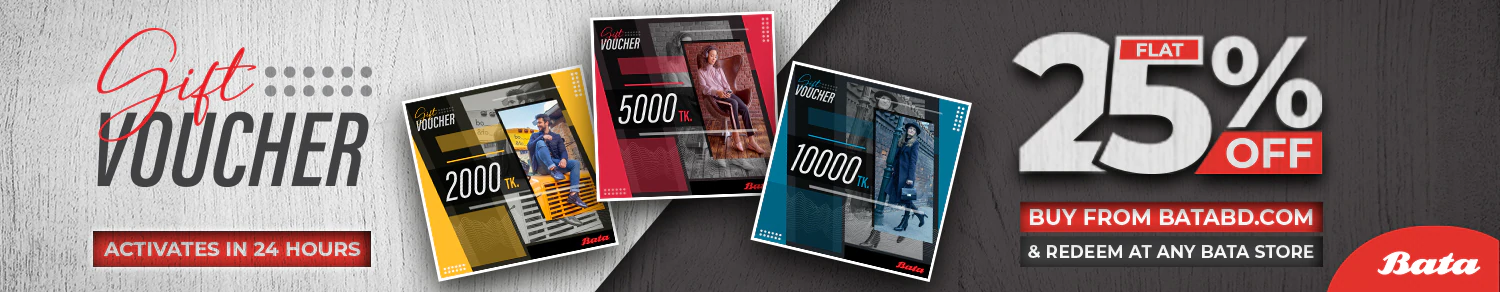 Gift
VOUCHER
ACTIVATES IN 24 HOURS
Gift
VOUCHER
2000 TK.
Bata
Gift
VOUCHER
5000 TK.
Gift
VOUCHER
10000 TK.
Bata
25%
FLAT
OFF
BUY FROM BATABD.COM
& REDEEM AT ANY BATA STORE
Bata